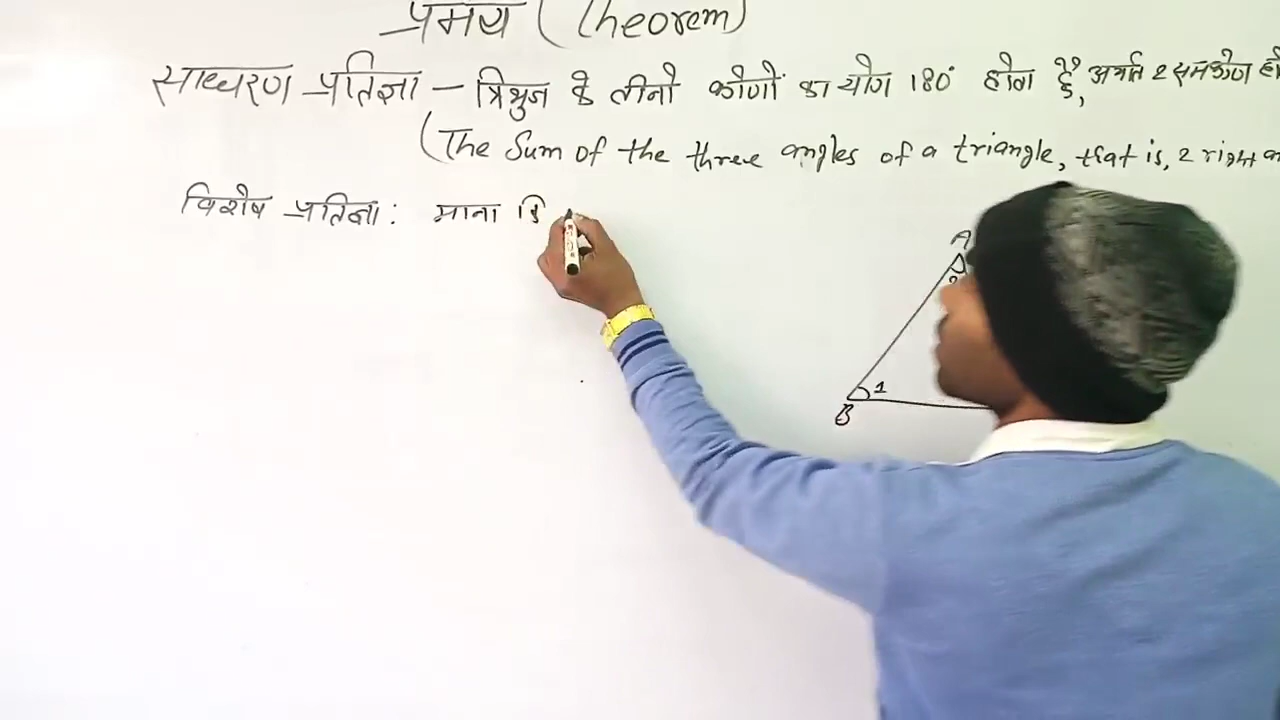 प्रमेय (Theorem)
साधारण प्रतिज्ञा - त्रिभुज के तीनो कोणों का योग 180° होता है, अर्थात 2 समकोण
(The Sum of the three angles of a triangle, that is, 2 right
विशेष प्रतिज्ञा: माना कि
A
B 1